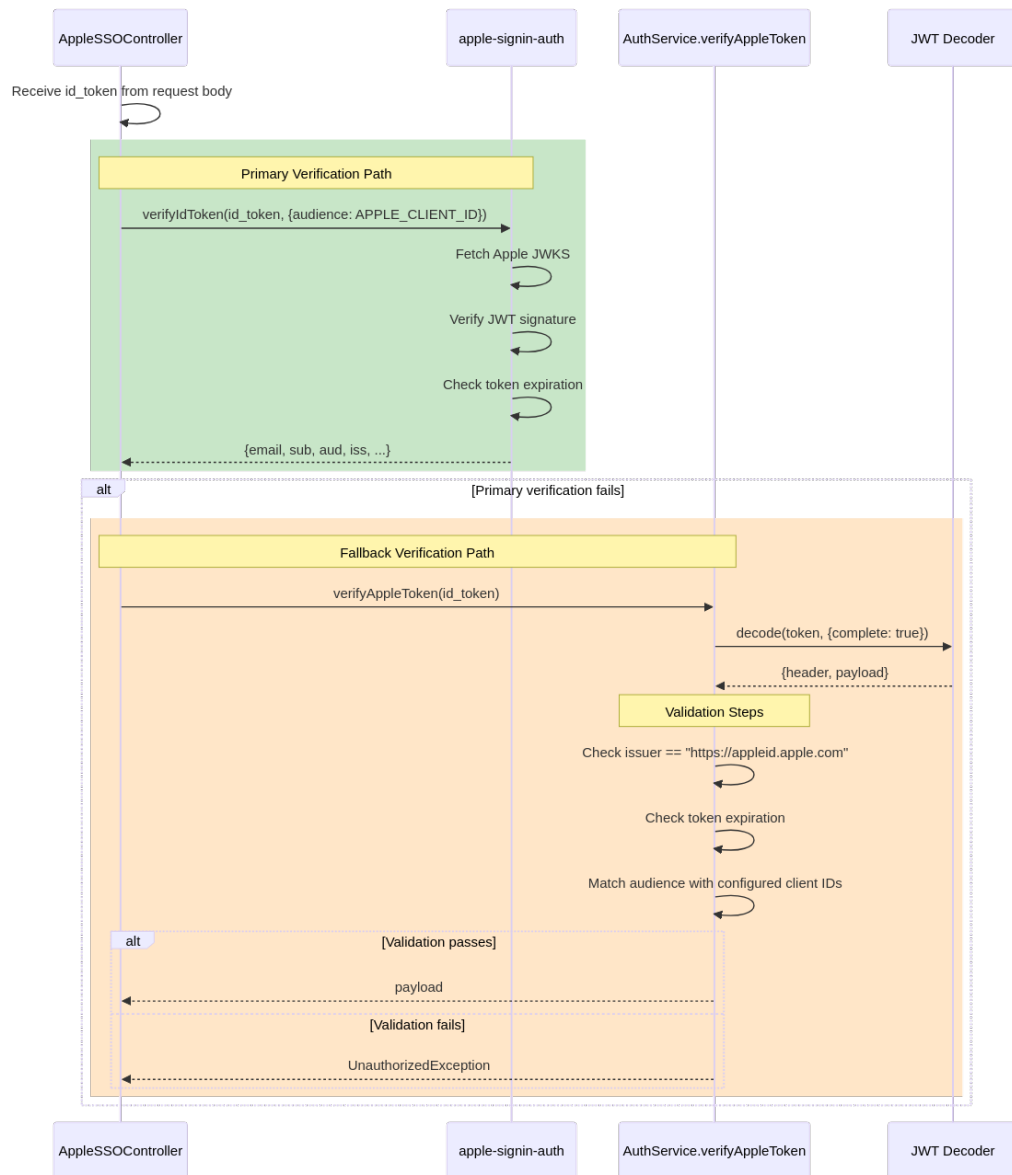 AppleSSOController
apple-signin-auth
AuthService.verifyAppleToken
JWT Decoder
Receive id_token from request body
Primary Verification Path
verifyIdToken(id_token, {audience: APPLE_CLIENT_ID})
Fetch Apple JWKS
Verify JWT signature
Check token expiration
{email, sub, aud, iss, ...}
alt
[Primary verification fails]
Fallback Verification Path
verifyAppleToken(id_token)
decode(token, {complete: true})
{header, payload}
Validation Steps
Check issuer == "https://appleid.apple.com"
Check token expiration
Match audience with configured client IDs
alt
[Validation passes]
payload
[Validation fails]
UnauthorizedException
AppleSSOController
apple-signin-auth
AuthService.verifyAppleToken
JWT Decoder